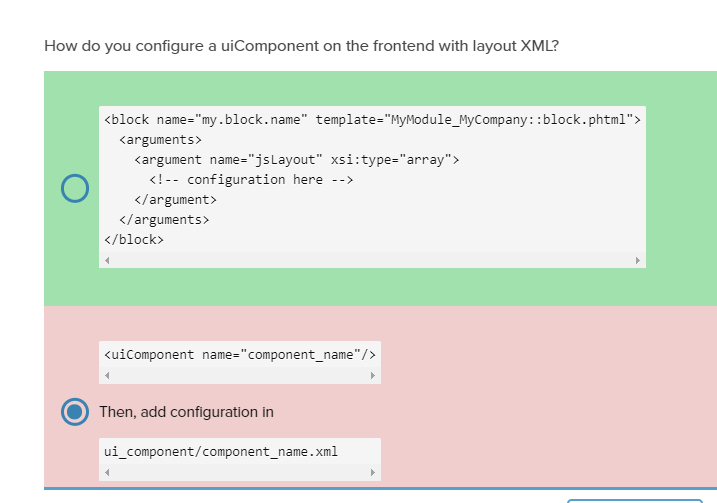 How do you configure a uiComponent on the frontend with layout XML?
<block name="my.block.name" template="MyModule_MyCompany::block.phtml">
<arguments>
<argument name="jsLayout" xsi:type="array">
<!-- configuration here -->
</argument>
</arguments>
</block>
<uiComponent name="component_name"/>
Then, add configuration in
ui_component/component_name.xml